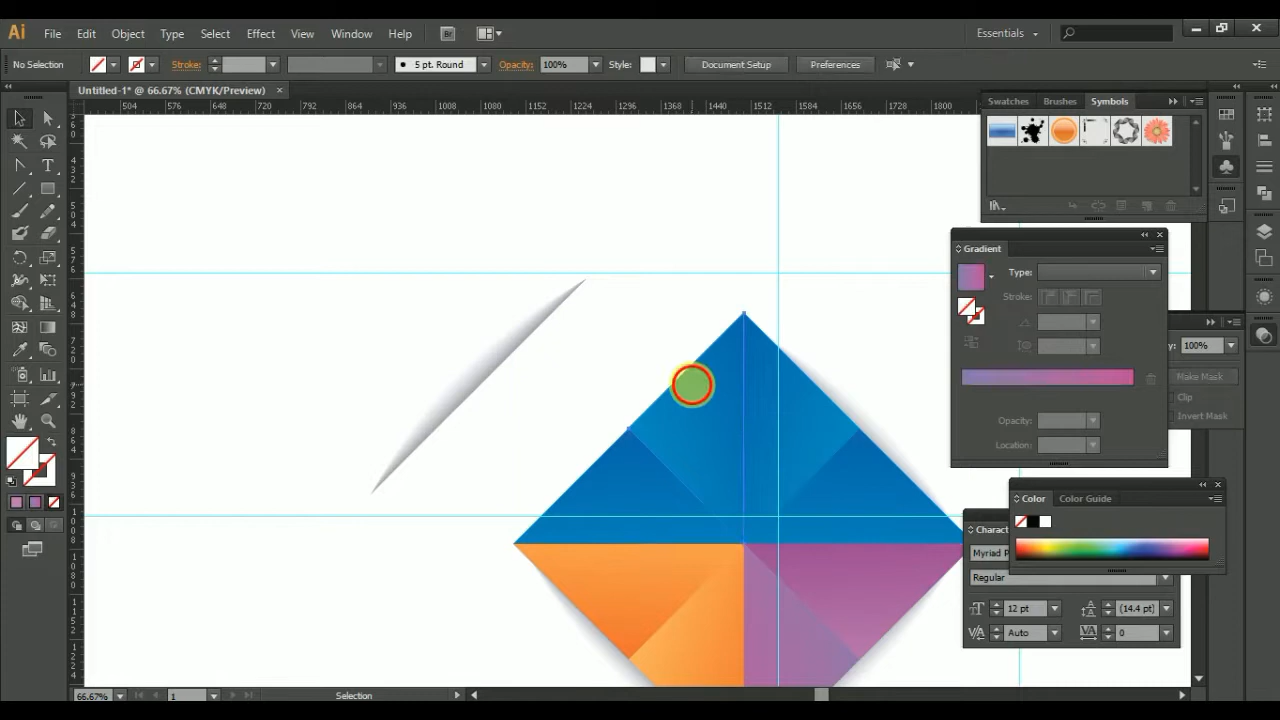 Ai File Edit Object Type Select Effect View Window Help Br Essentials
No Selection Stroke: 5 pt. Round Opacity: 100% Style: Document Setup Preferences
Untitled-1* @ 66.67% (CMYK/Preview) ×
504 576 648 720 792 864 936 1008 1080 1152 1224 1296 1368 1440 1512 1584 1656 1728 1800
Swatches Brushes Symbols
Gradient
Type:
Stroke:
Opacity:
Location:
100%
Make Mask
Clip
Invert Mask
Color Color Guide
Charact
Myriad P
Regular
12 pt (14.4 pt)
Auto 0
66.67% 1 Selection